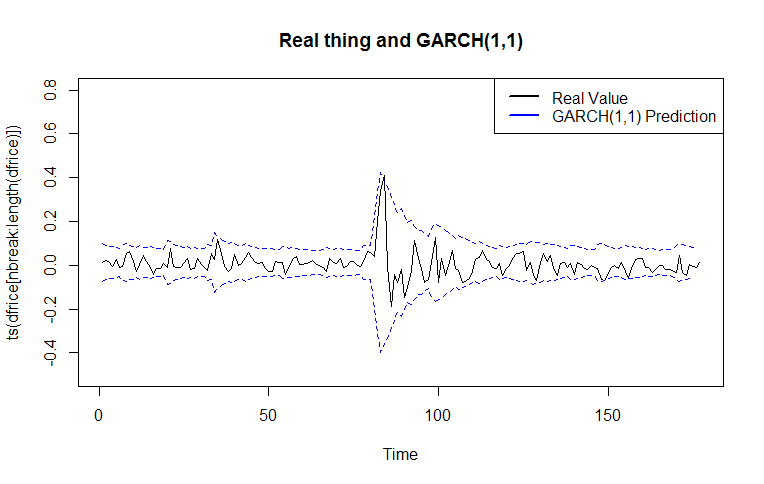 Real thing and GARCH(1,1)
Real Value
GARCH(1,1) Prediction
ts(dfrice[nbreak:length(dfrice)])
0.8
0.6
0.4
0.2
0.0
-0.2
-0.4
0 50 100 150
Time